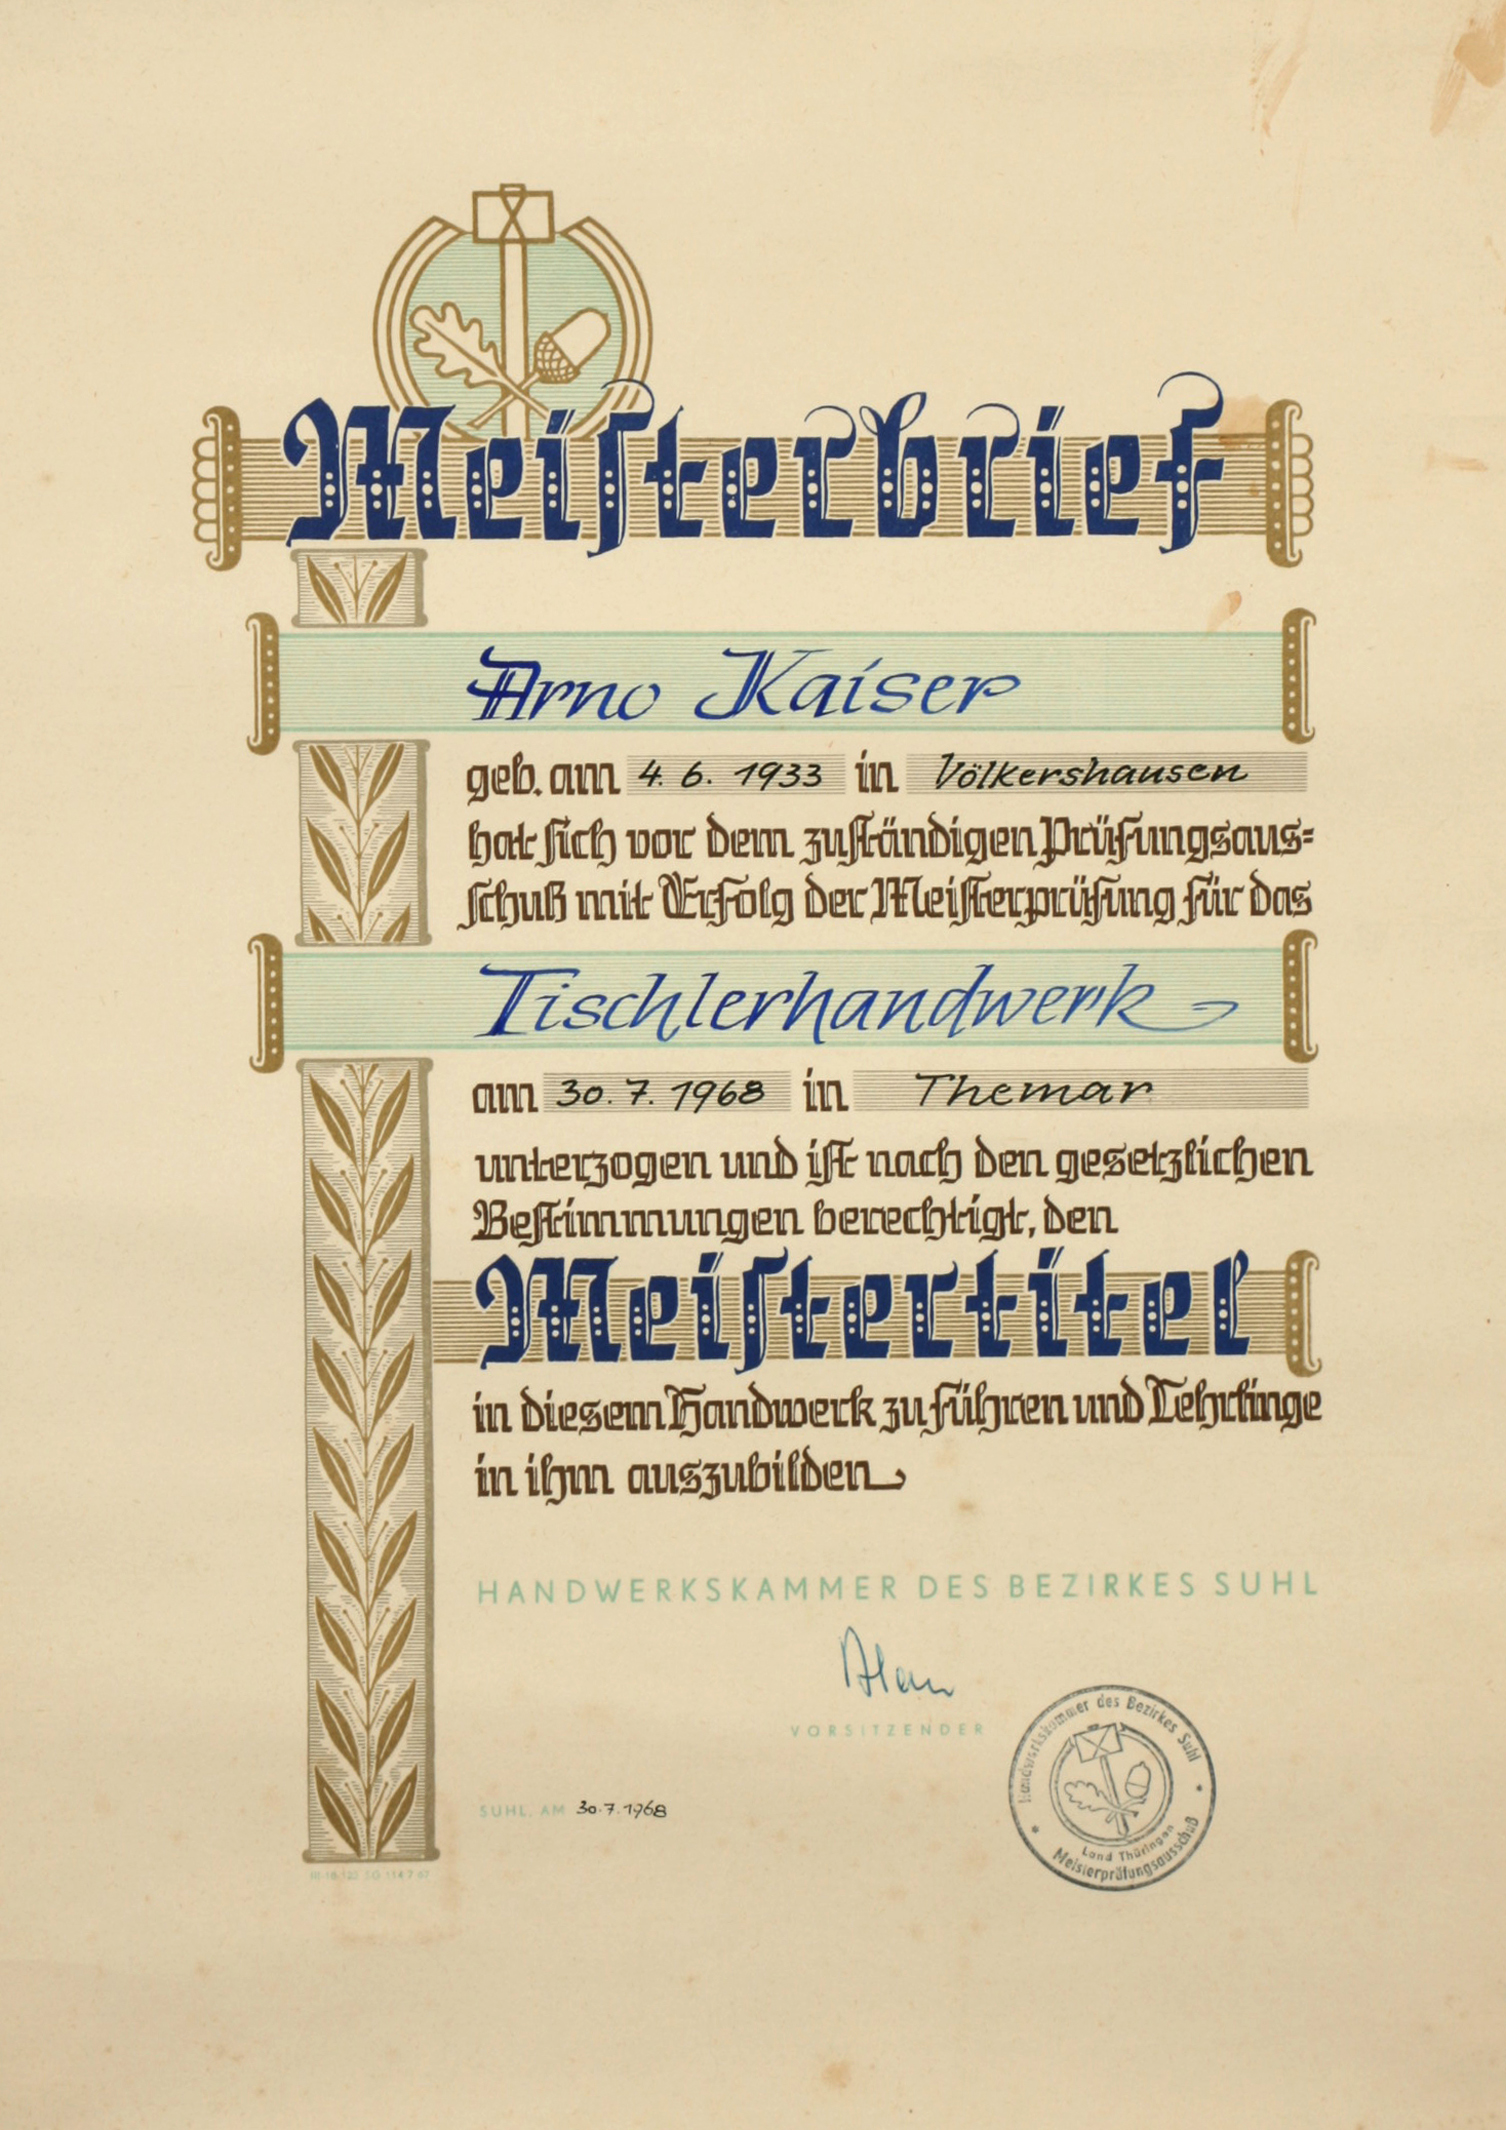 Meisterbrief
Arno Kaiser
geb. am 4. 6. 1933 in Völkershausen
hat sich vor dem zuständigen Prüfungsaus=
schuß mit Erfolg der Meisterprüfung für das
Tischlerhandwerk
am 30. 7. 1968 in Themar
unterzogen und ist nach den gesetzlichen
Bestimmungen berechtigt, den
Meistertitel
in diesem Handwerk zu führen und Lehrlinge
in ihm auszubilden
HANDWERKSKAMMER DES BEZIRKES SUHL
VORSITZENDER
Handwerkskammer des Bezirkes Suhl
Land Thüringen
Meisterprüfungsausschuß
SUHL, AM 30.7.1968